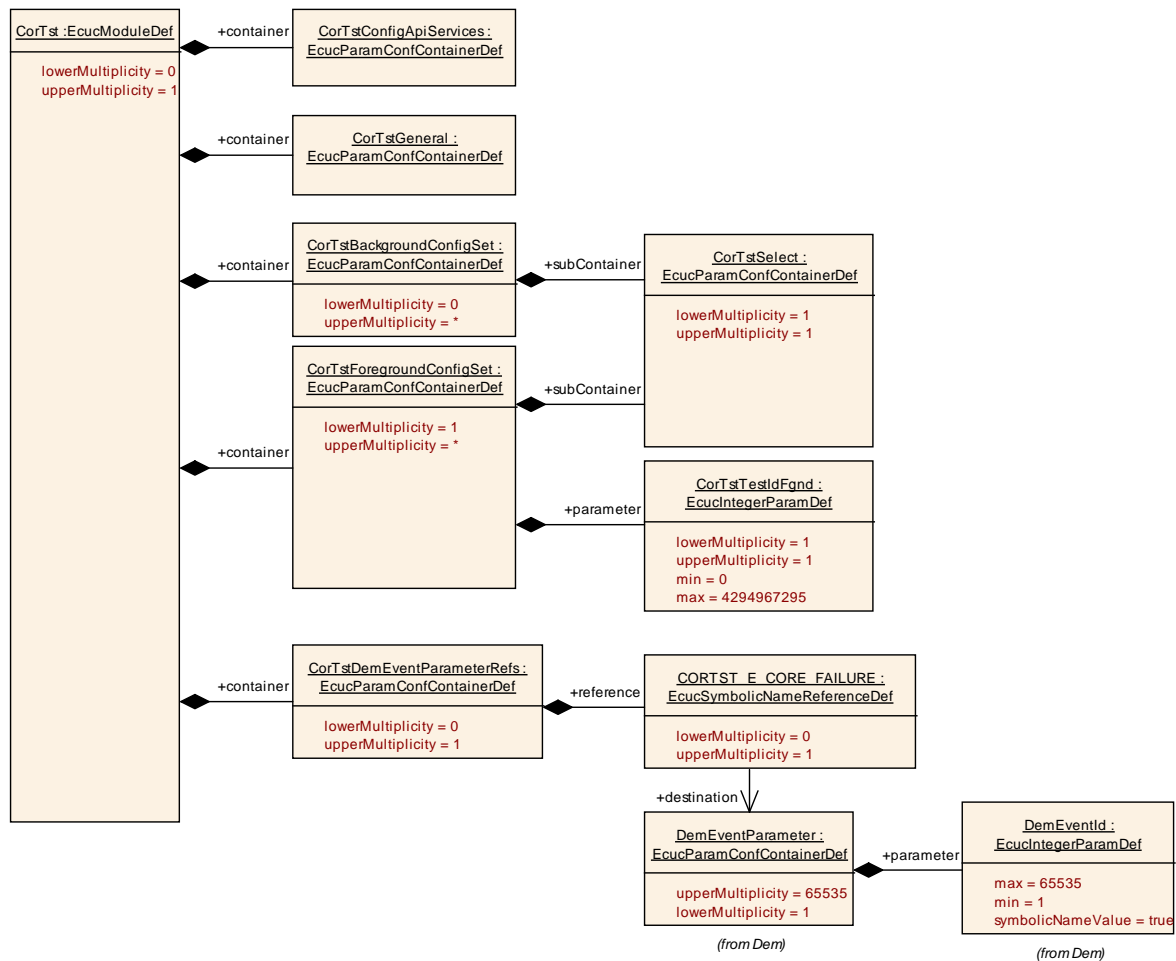 CorTst :EcucModuleDef
lowerMultiplicity = 0
upperMultiplicity = 1
+container
CorTstConfigApiServices :
EcucParamConfContainerDef
+container
CorTstGeneral :
EcucParamConfContainerDef
+container
CorTstBackgroundConfigSet :
EcucParamConfContainerDef
lowerMultiplicity = 0
upperMultiplicity = *
+subContainer
CorTstSelect :
EcucParamConfContainerDef
lowerMultiplicity = 1
upperMultiplicity = 1
+container
CorTstForegroundConfigSet :
EcucParamConfContainerDef
lowerMultiplicity = 1
upperMultiplicity = *
+subContainer
+parameter
CorTstTestIdFgnd :
EcucIntegerParamDef
lowerMultiplicity = 1
upperMultiplicity = 1
min = 0
max = 4294967295
+container
CorTstDemEventParameterRefs :
EcucParamConfContainerDef
lowerMultiplicity = 0
upperMultiplicity = 1
+reference
CORTST_E_CORE_FAILURE :
EcucSymbolicNameReferenceDef
lowerMultiplicity = 0
upperMultiplicity = 1
+destination
DemEventParameter :
EcucParamConfContainerDef
upperMultiplicity = 65535
lowerMultiplicity = 1
(from Dem)
+parameter
DemEventId :
EcucIntegerParamDef
max = 65535
min = 1
symbolicNameValue = true
(from Dem)